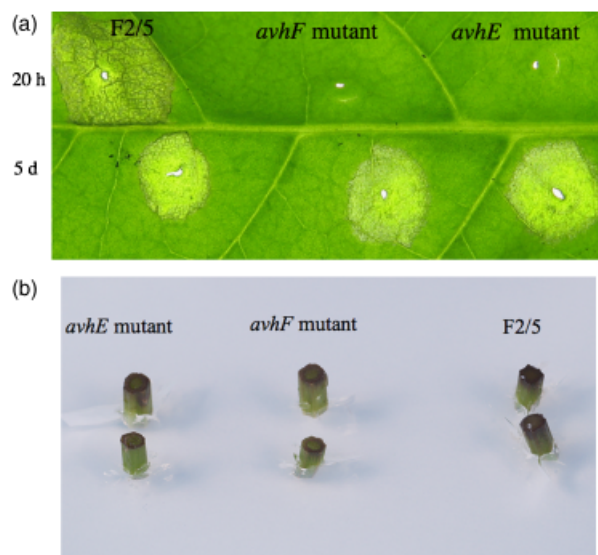 (a)
F2/5 avhF mutant avhE mutant
20 h
5 d
(b)
avhE mutant avhF mutant F2/5